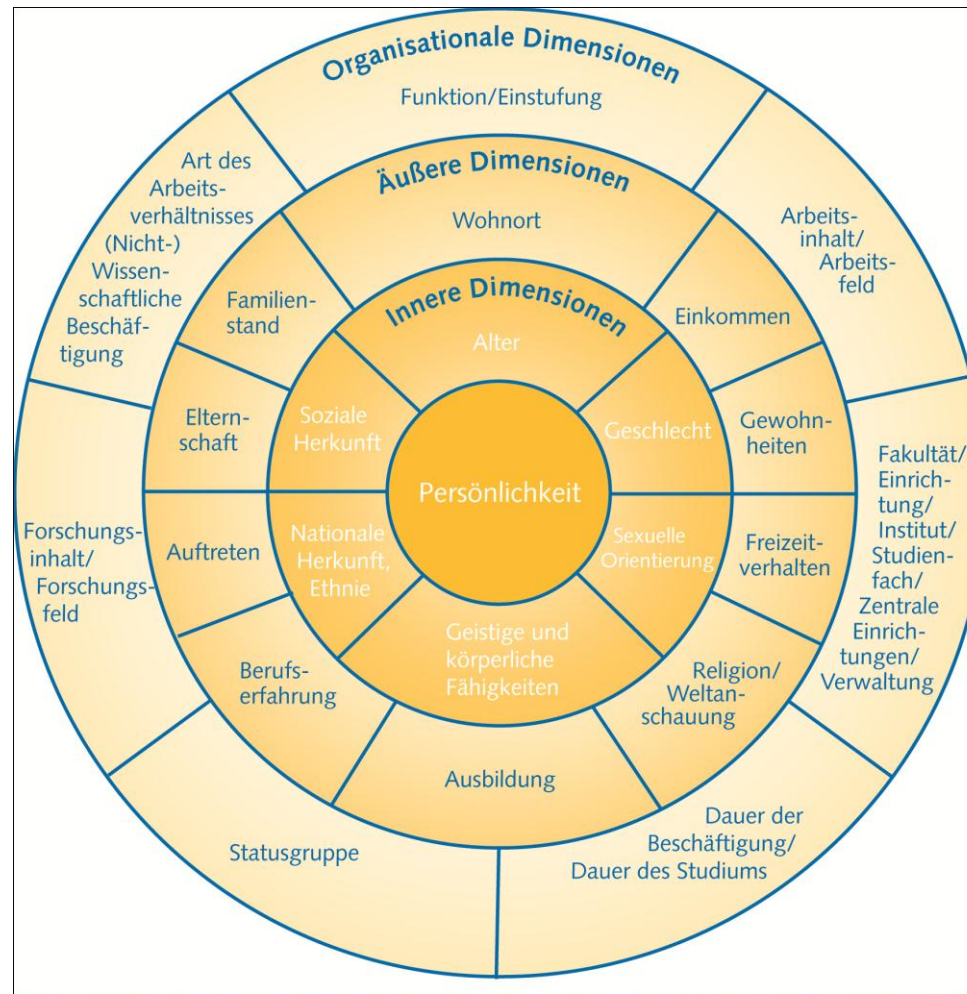 Organisationale Dimensionen
Funktion/Einstufung
Arbeits-
inhalt/
Arbeits-
feld
Fakultät/
Einrich-
tung/
Institut/
Studien-
fach/
Zentrale
Einrich-
tungen/
Verwaltung
Dauer der
Beschäftigung/
Dauer des Studiums
Statusgruppe
Forschungs-
inhalt/
Forschungs-
feld
Art des
Arbeits-
verhältnisses
(Nicht-)
Wissen-
schaftliche
Beschäf-
tigung
Äußere Dimensionen
Wohnort
Einkommen
Gewohn-
heiten
Freizeit-
verhalten
Religion/
Weltan-
schauung
Ausbildung
Berufs-
erfahrung
Auftreten
Eltern-
schaft
Familien-
stand
Innere Dimensionen
Alter
Geschlecht
Sexuelle
Orientierung
Geistige und
körperliche
Fähigkeiten
Nationale
Herkunft,
Ethnie
Soziale
Herkunft
Persönlichkeit